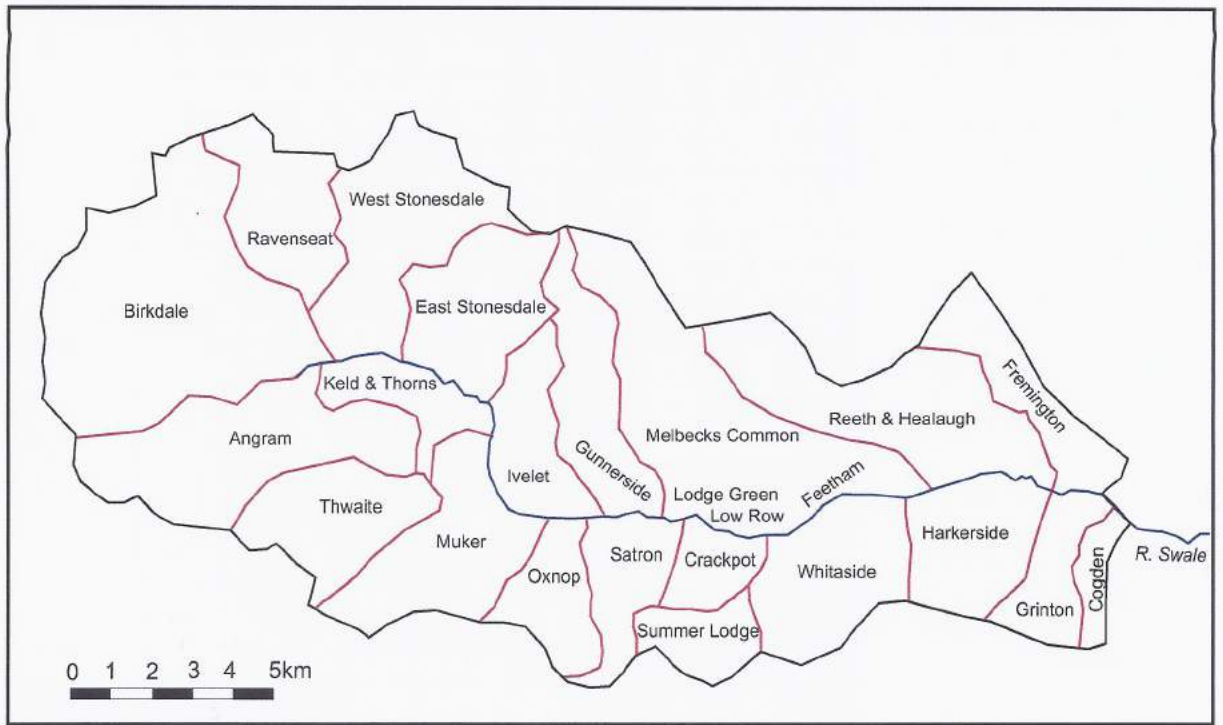 West Stonesdale
Ravenseat
Birkdale
East Stonesdale
Keld & Thorns
Angram
Thwaite
Muker
Ivelet
Gunnerside
Melbecks Common
Reeth & Healaugh
Fremington
Lodge Green
Low Row
Feetham
Oxnop
Satron
Crackpot
Summer Lodge
Whitaside
Harkerside
Grinton
Cogden
R. Swale
0 1 2 3 4 5km